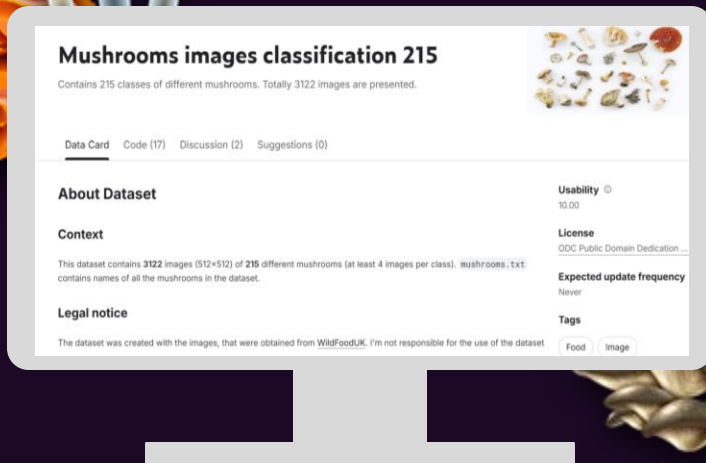 Mushrooms images classification 215
Contains 215 classes of different mushrooms. Totally 3122 images are presented.
Data Card Code (17) Discussion (2) Suggestions (0)
About Dataset
Context
This dataset contains 3122 images (512×512) of 215 different mushrooms (at least 4 images per class). mushrooms.txt
contains names of all the mushrooms in the dataset.
Legal notice
The dataset was created with the images, that were obtained from WildFoodUK. I'm not responsible for the use of the dataset
Usability
10.00
License
ODC Public Domain Dedication ...
Expected update frequency
Never
Tags
Food Image